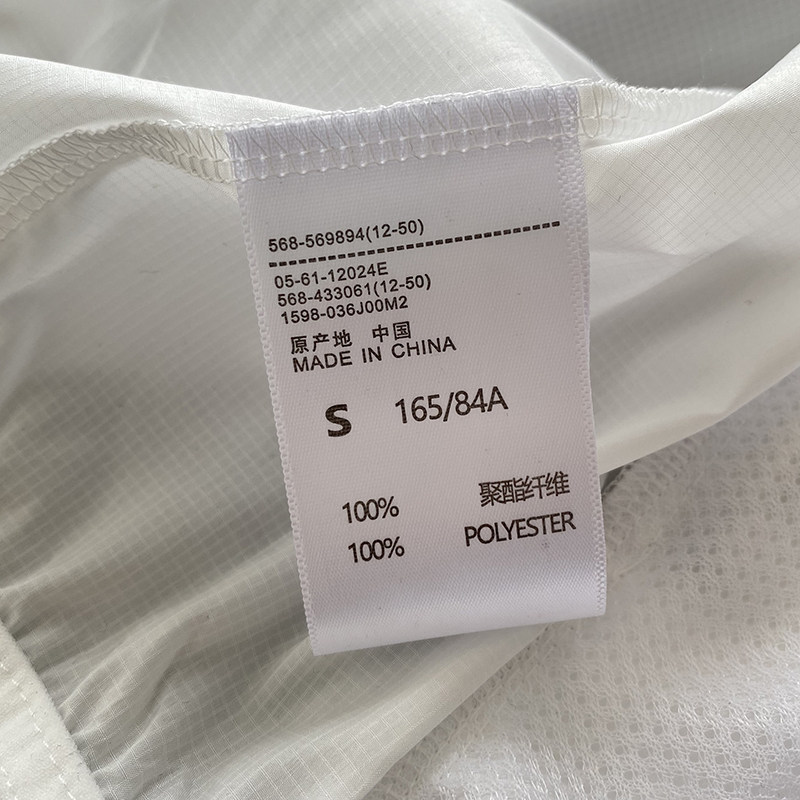 568-569894(12-50)
05-61-12024E
568-433061(12-50)
1598-036J00M2
原产地 中国
MADE IN CHINA
S 165/84A
100% 聚酯纤维
100% POLYESTER